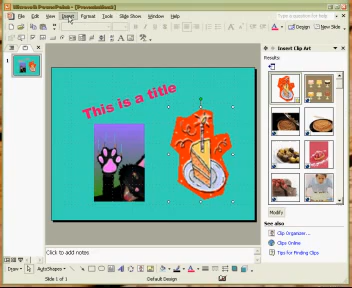 Microsoft PowerPoint - [Presentation1]
File Edit View Insert Format Tools Slide Show Window Help
Type a question for help
Design New Slide
Insert Clip Art
Results:
1
This is a title
Modify
See also
Clip Organizer...
Clips Online
Tips for Finding Clips
Click to add notes
Draw AutoShapes
Slide 1 of 1 Default Design